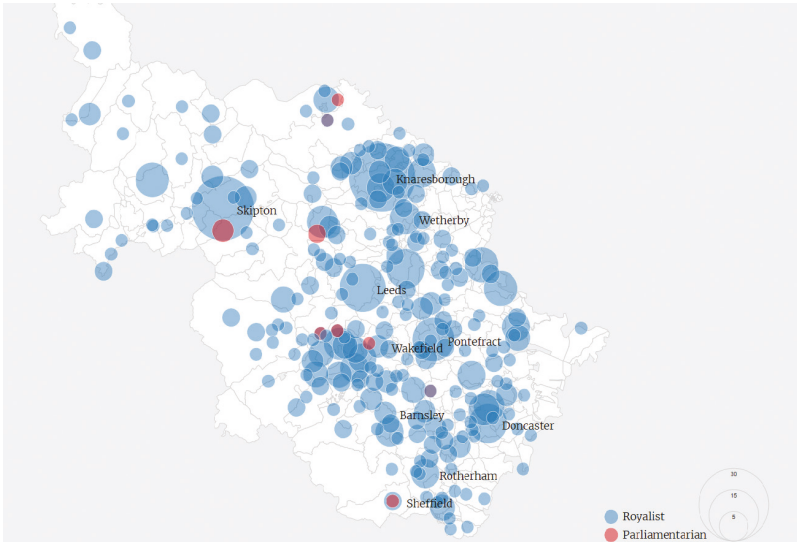 Knaresborough
Skipton
Wetherby
Leeds
Pontefract
Wakefield
Barnsley
Doncaster
Rotherham
Sheffield
30
15
5
Royalist
Parliamentarian